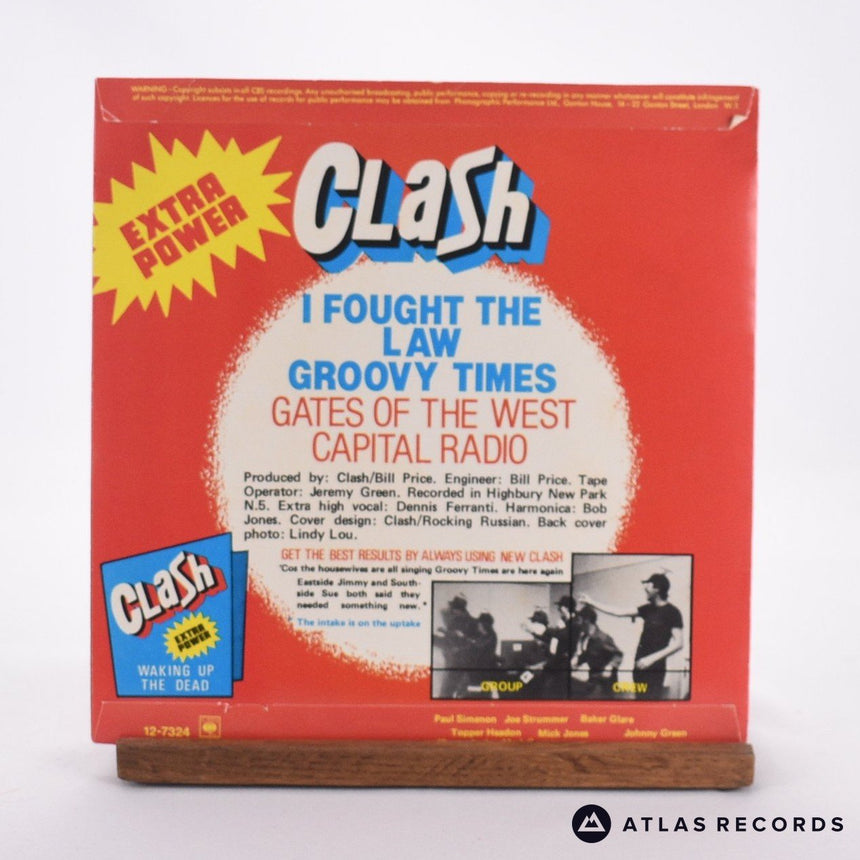 WARNING - Copyright subsists in all CBS recordings. Any unauthorised broadcasting, public performance, copying or re-recording in any manner whatsoever will constitute infringement
of such copyright. Licences for the use of records for public performance may be obtained from Phonographic Performance Ltd., Ganton House, 14-22 Ganton Street, London W.1
EXTRA
POWER
CLaSh
I FOUGHT THE
LAW
GROOVY TIMES
GATES OF THE WEST
CAPITAL RADIO
Produced by: Clash/Bill Price. Engineer: Bill Price. Tape
Operator: Jeremy Green. Recorded in Highbury New Park
N.5. Extra high vocal: Dennis Ferranti. Harmonica: Bob
Jones. Cover design: Clash/Rocking Russian. Back cover
photo: Lindy Lou.
GET THE BEST RESULTS BY ALWAYS USING NEW CLASH
'Cos the housewives are all singing Groovy Times are here again
Eastside Jimmy and South-
side Sue both said they
needed something new."
The intake is on the uptake
CLaSh
EXTRA
POWER
WAKING UP
THE DEAD
GROUP CREW
Paul Simonon Joe Strummer Baker Glare
Topper Headon Mick Jones Johnny Green
12-7324
ATLAS RECORDS